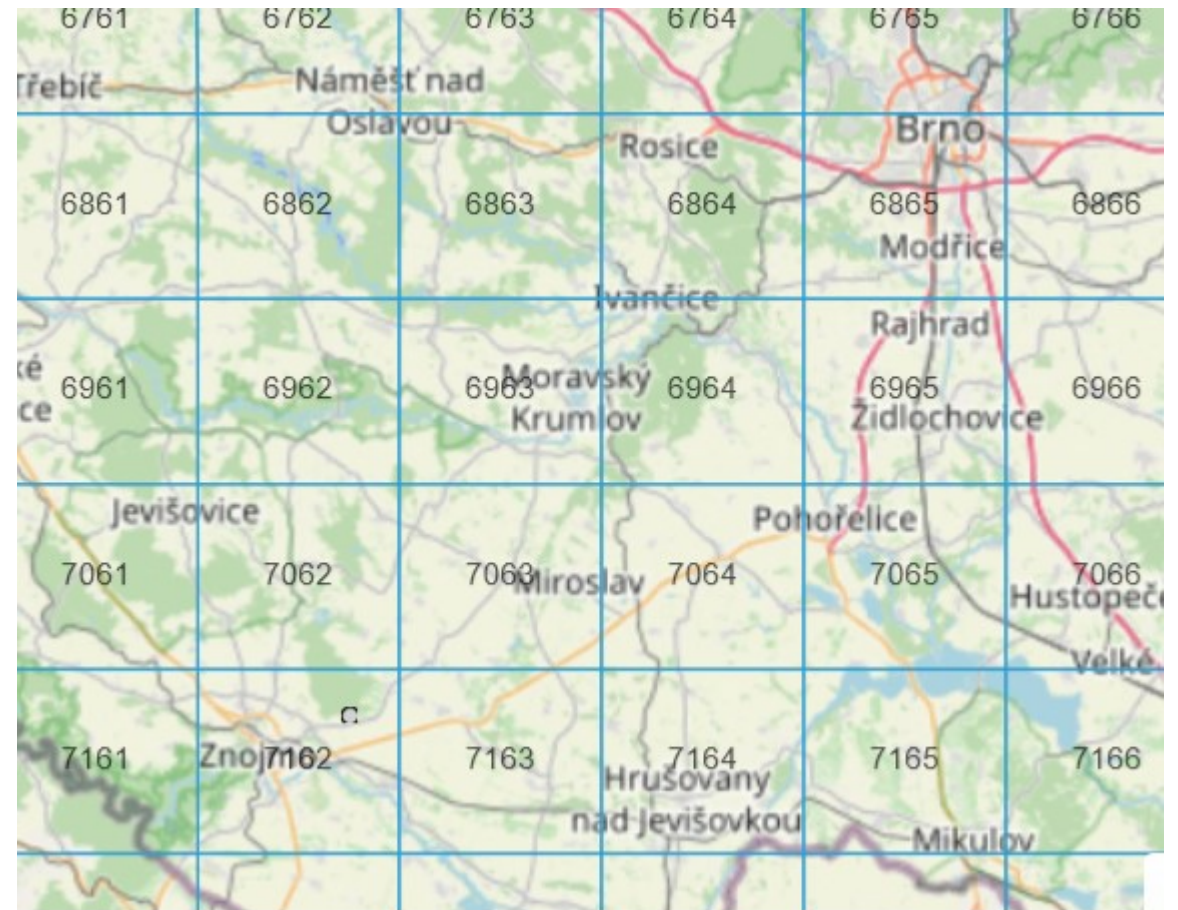 6761 6762 6763 6764 6765 6766
Třebíč Náměšť nad
Oslavou Rosice Brno
6861 6862 6863 6864 6865 6866
Modřice
Ivančice
Rajhrad
ké
6961 6962 6963 Moravský 6964 6965 6966
ce Krumlov Židlochovice
Jevišovice Pohořelice
7061 7062 7063 Miroslav 7064 7065 7066
Hustopeče
Velké
7161 Znojmo 7162 7163 7164 7165 7166
Hrušovany
nad Jevišovkou
Mikulov